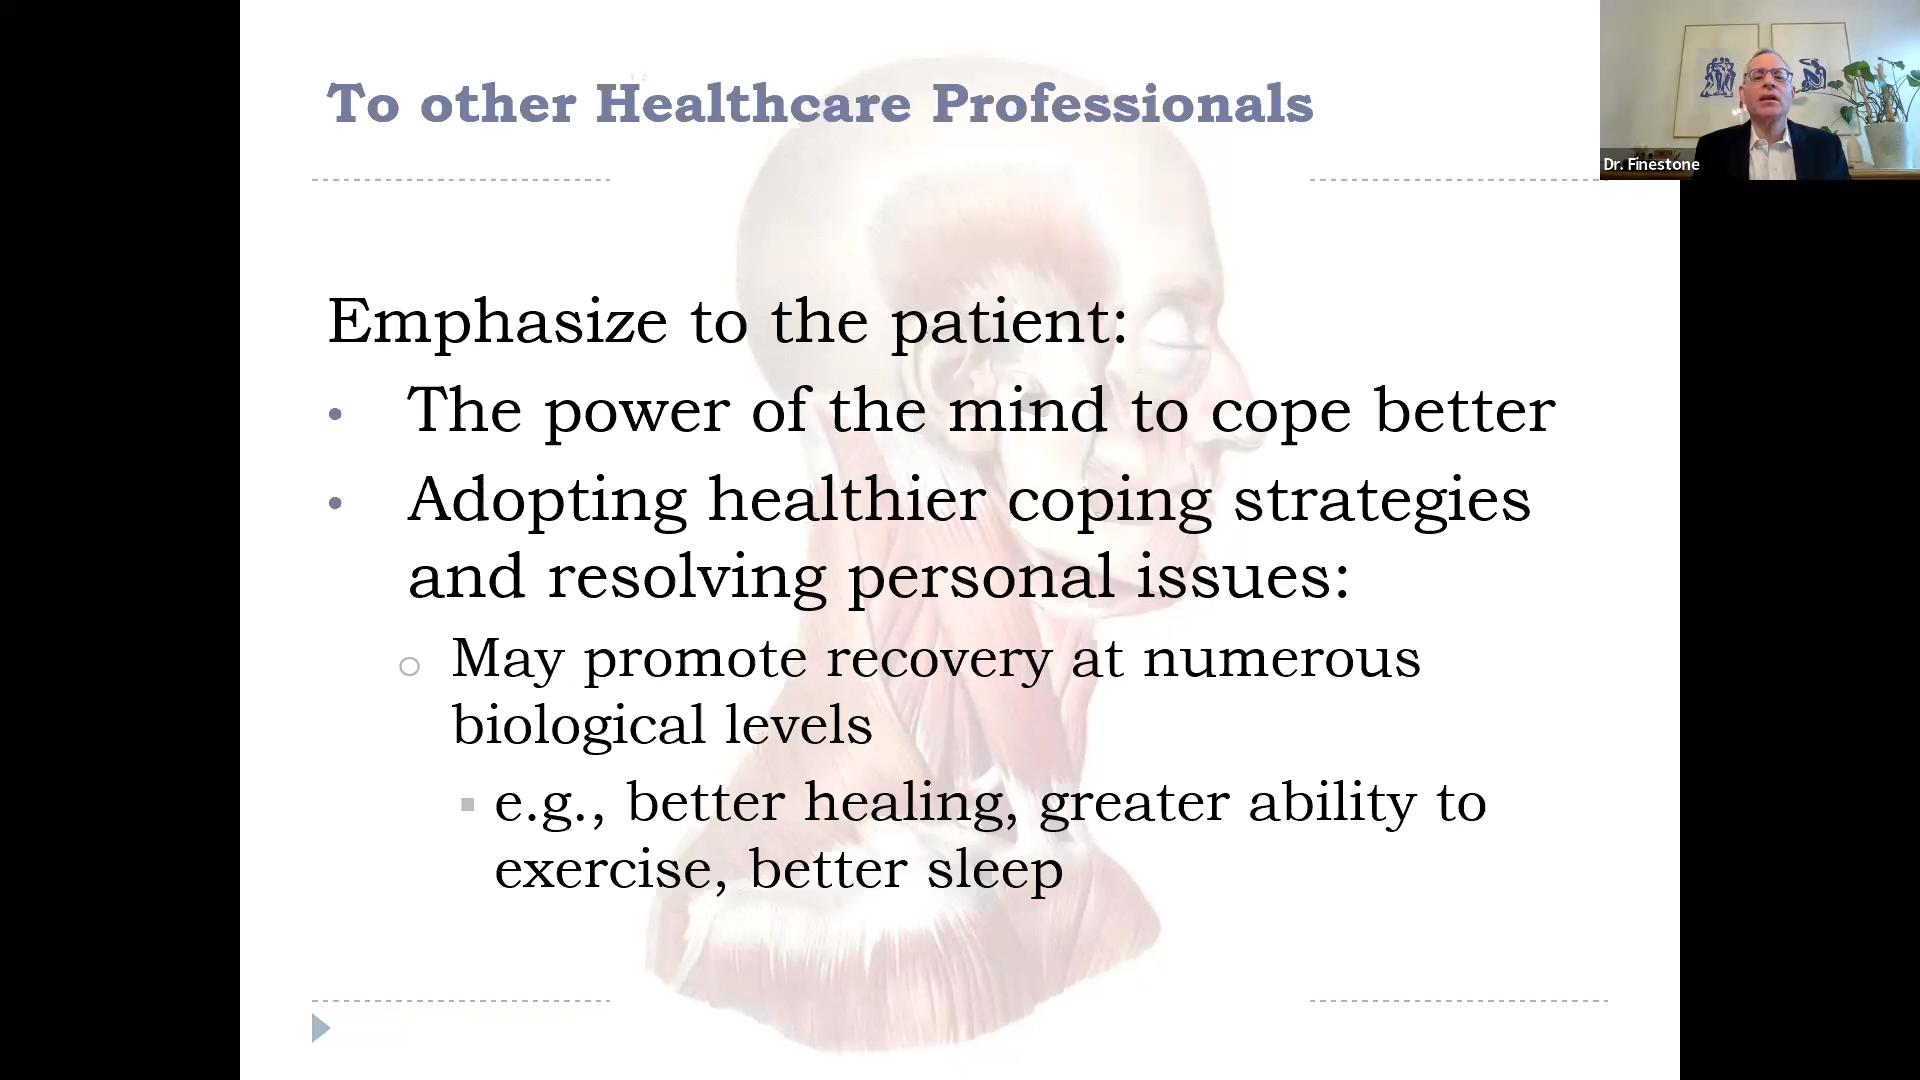 To other Healthcare Professionals
Dr. Finestone
Emphasize to the patient:
• The power of the mind to cope better
• Adopting healthier coping strategies
and resolving personal issues:
○ May promote recovery at numerous
biological levels
▪ e.g., better healing, greater ability to
exercise, better sleep